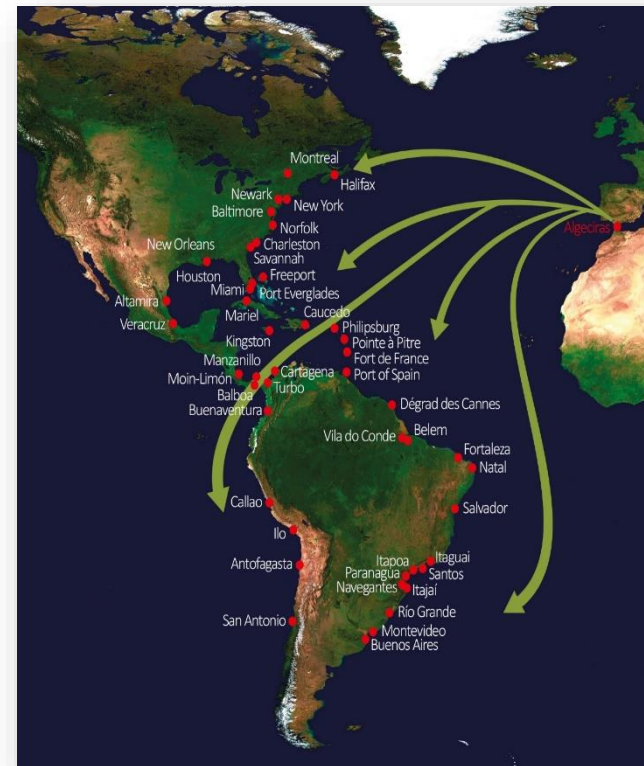 Montreal
Halifax
Newark
New York
Baltimore
Norfolk
Algeciras
New Orleans
Charleston
Savannah
Houston
Freeport
Miami
Port Everglades
Altamira
Mariel
Caucedo
Veracruz
Philipsburg
Kingston
Pointe à Pitre
Manzanillo
Fort de France
Moin-Limón
Cartagena
Port of Spain
Balboa
Turbo
Buenaventura
Dégrad des Cannes
Belem
Vila do Conde
Fortaleza
Natal
Callao
Salvador
Ilo
Itapoa
Itaguai
Antofagasta
Paranagua
Santos
Navegantes
Itajaí
Río Grande
San Antonio
Montevideo
Buenos Aires